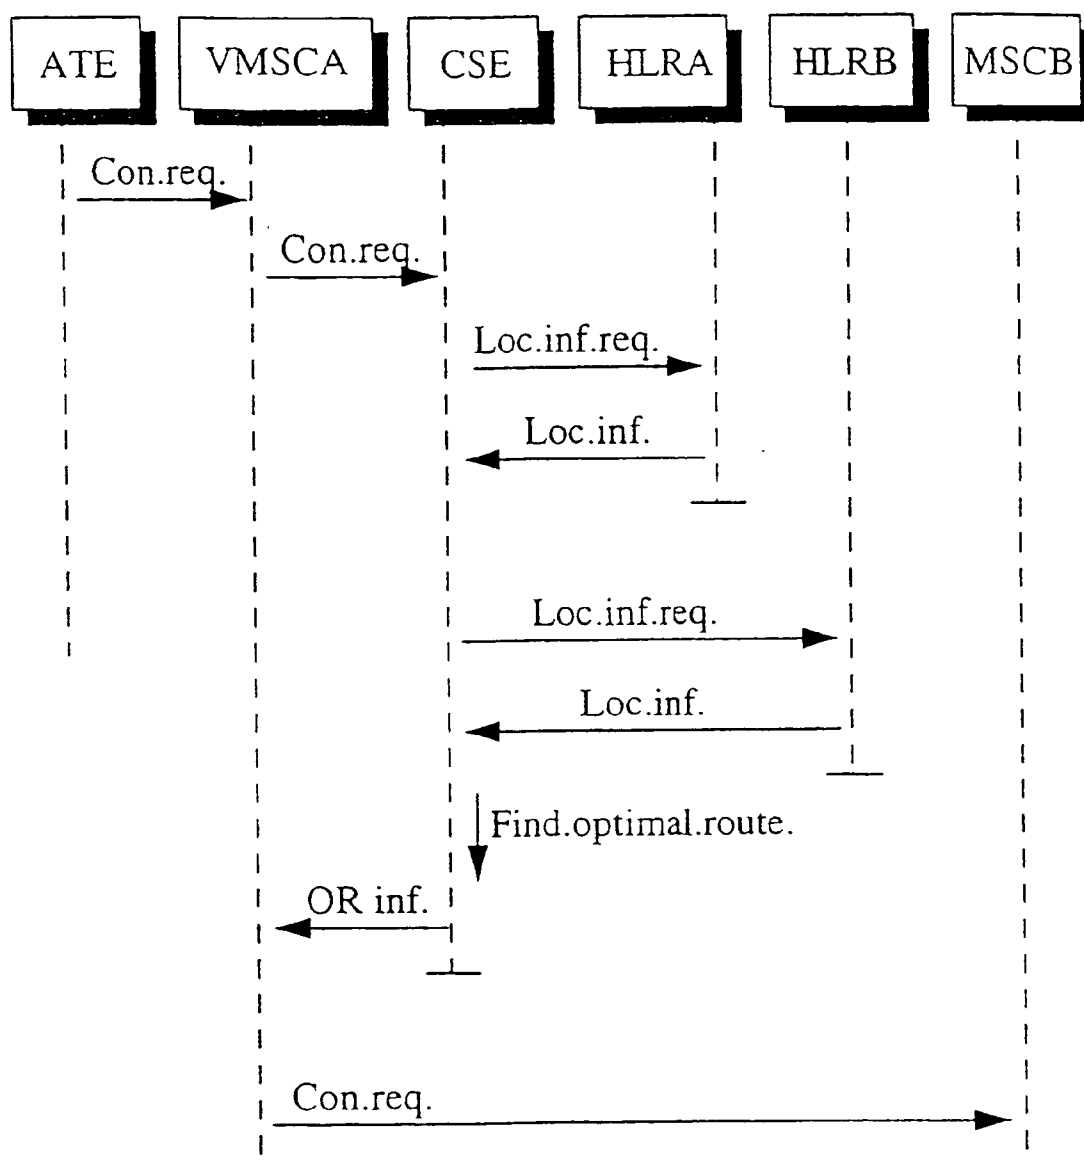 ATE VMSCA CSE HLRA HLRB MSCB
Con.req.
Con.req.
Loc.inf.req.
Loc.inf.
Loc.inf.req.
Loc.inf.
Find.optimal.route.
OR inf.
Con.req.